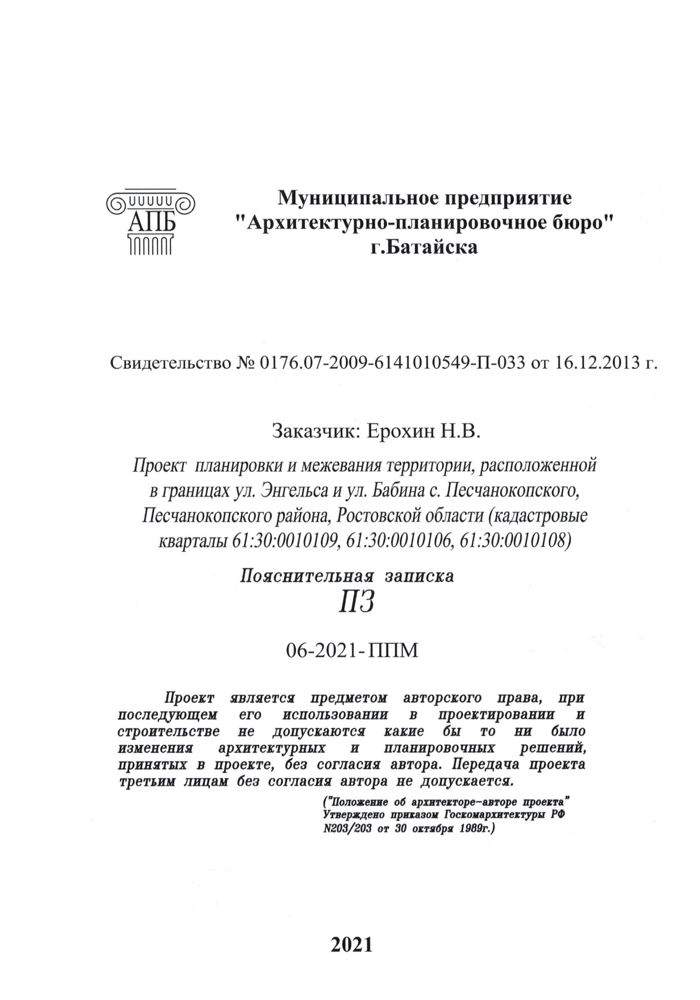 АПБ
Муниципальное предприятие
"Архитектурно-планировочное бюро"
г.Батайска
Свидетельство № 0176.07-2009-6141010549-П-033 от 16.12.2013 г.
Заказчик: Ерохин Н.В.
Проект планировки и межевания территории, расположенной
в границах ул. Энгельса и ул. Бабина с. Песчанокопского,
Песчанокопского района, Ростовской области (кадастровые
кварталы 61:30:0010109, 61:30:0010106, 61:30:0010108)
Пояснительная записка
ПЗ
06-2021-ППМ
Проект является предметом авторского права, при
последующем его использовании в проектировании и
строительстве не допускаются какие бы то ни было
изменения архитектурных и планировочных решений,
принятых в проекте, без согласия автора. Передача проекта
третьим лицам без согласия автора не допускается.
("Положение об архитекторе-авторе проекта"
Утверждено приказом Госкомархитектуры РФ
N203/203 от 30 октября 1989г.)
2021